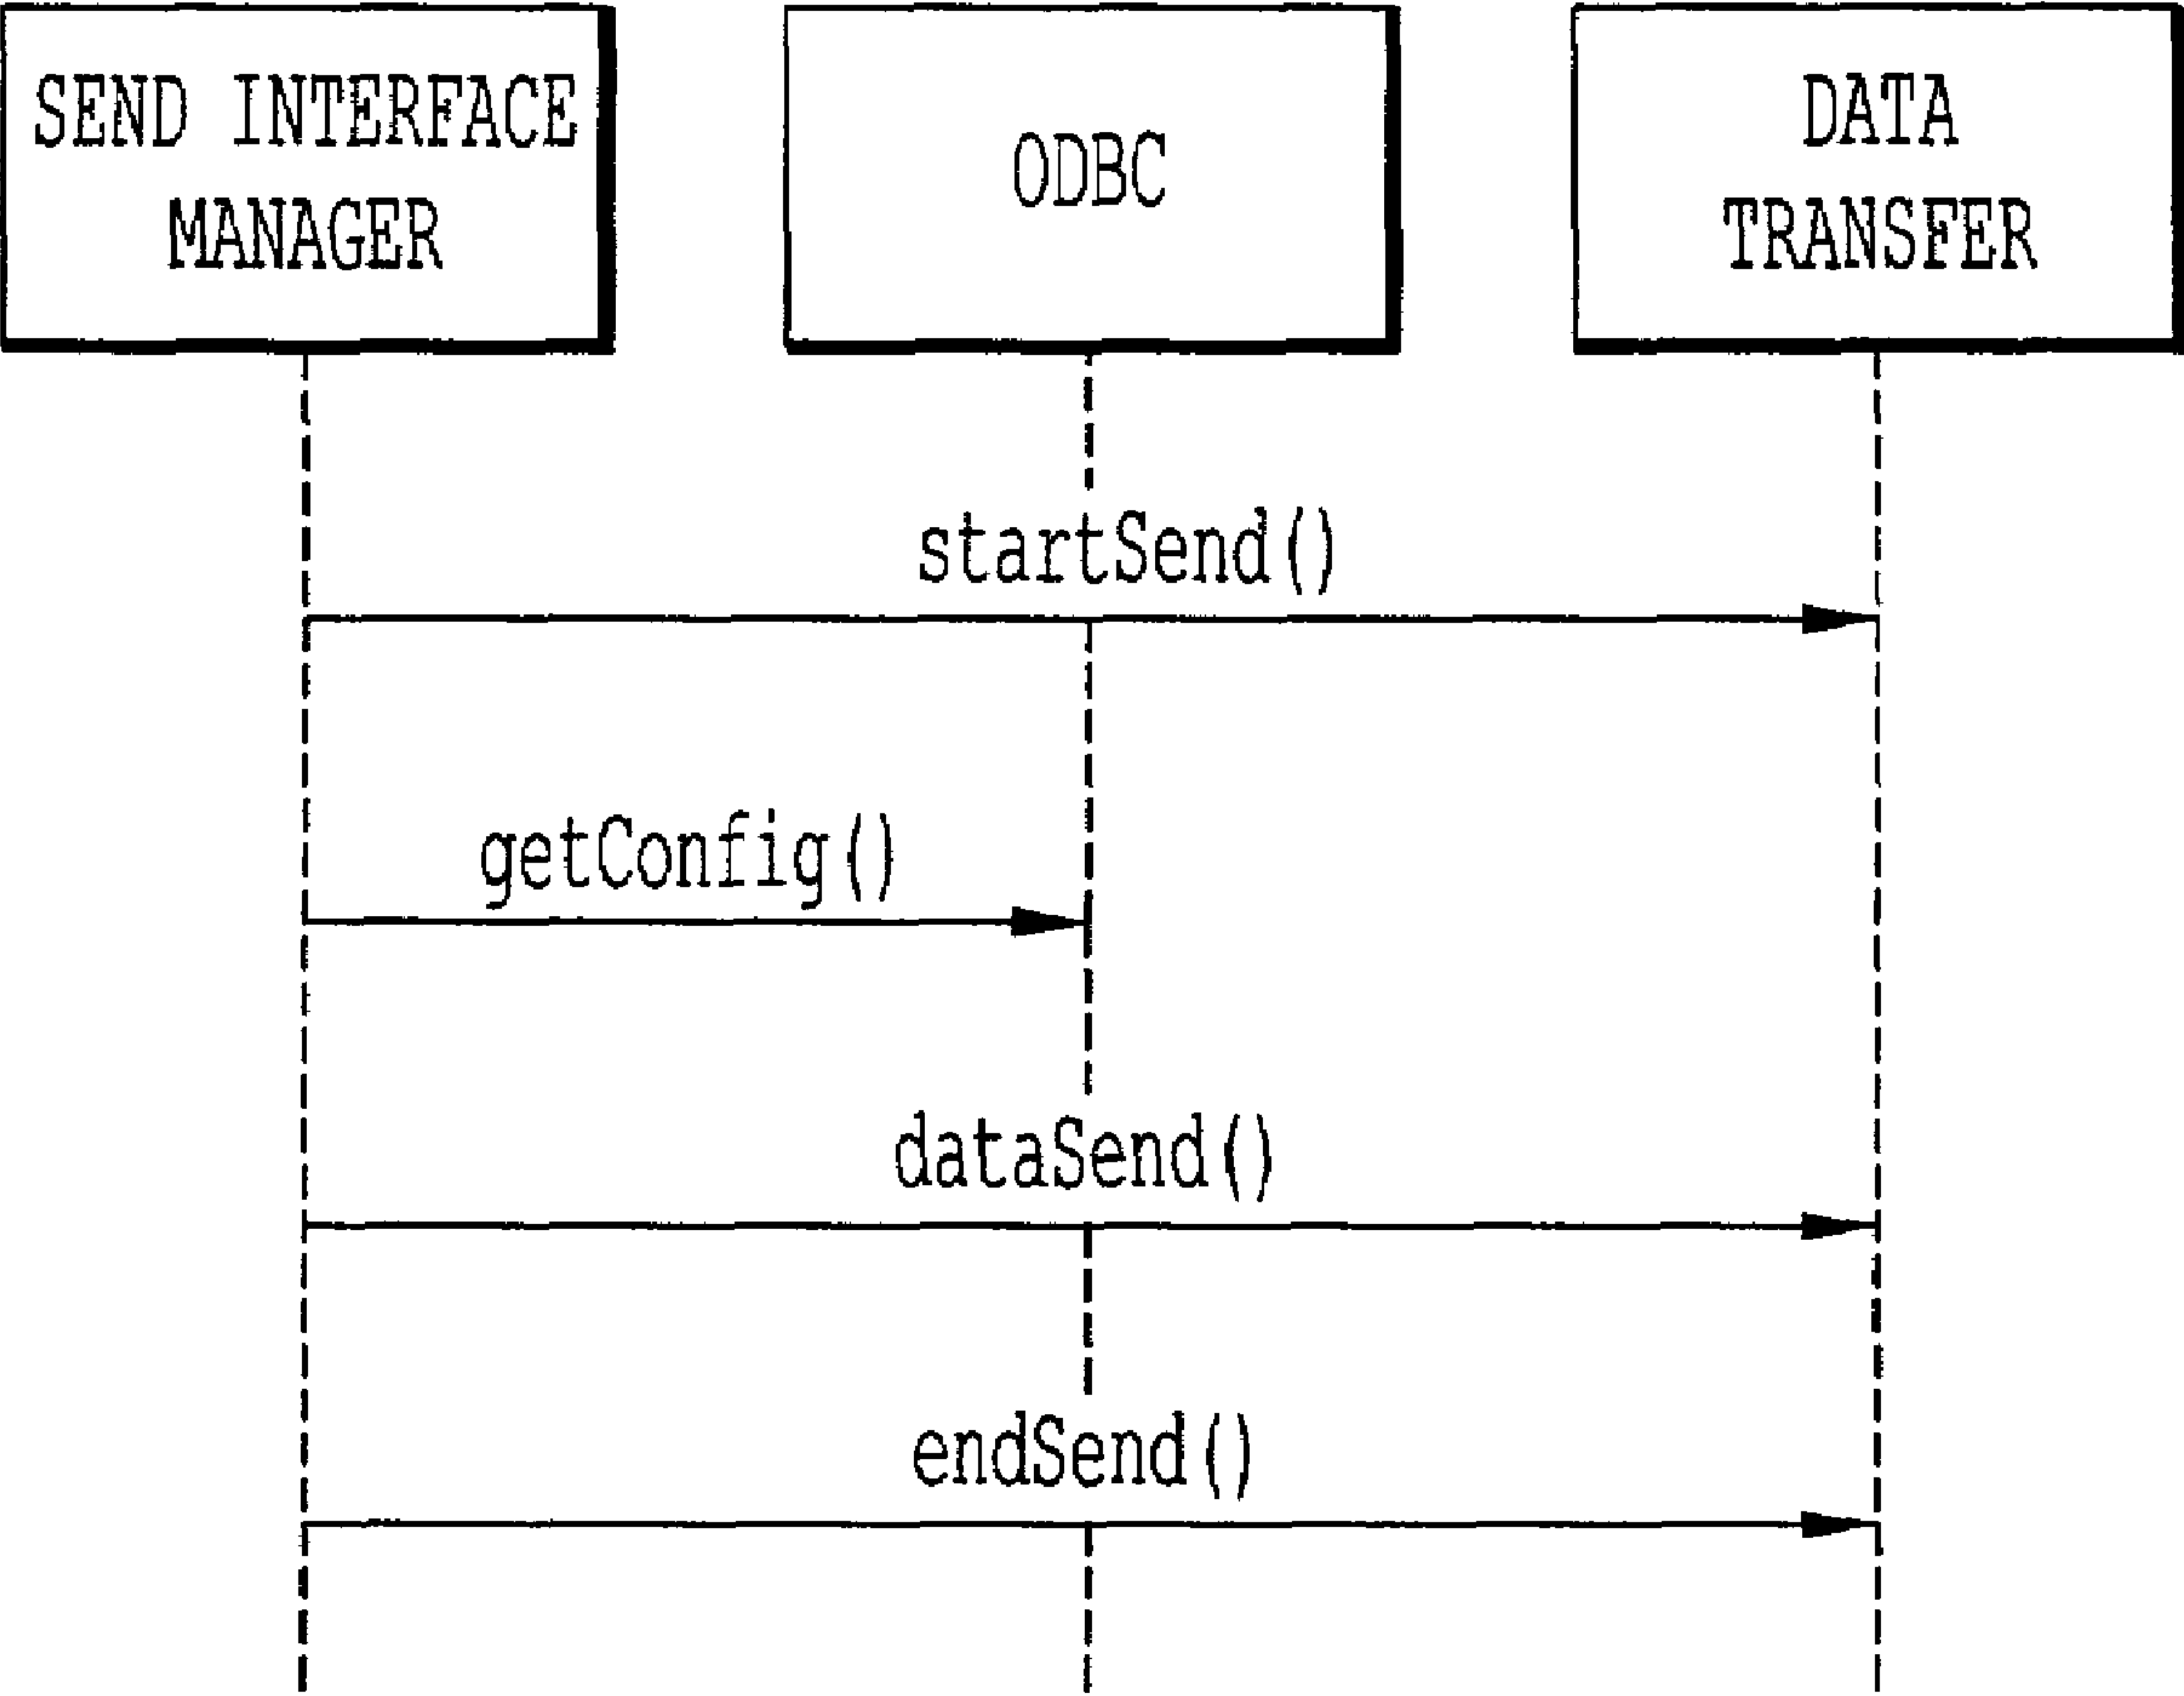 SEND INTERFACE
MANAGER
ODBC
DATA
TRANSFER
startSend()
getConfig()
dataSend()
endSend()